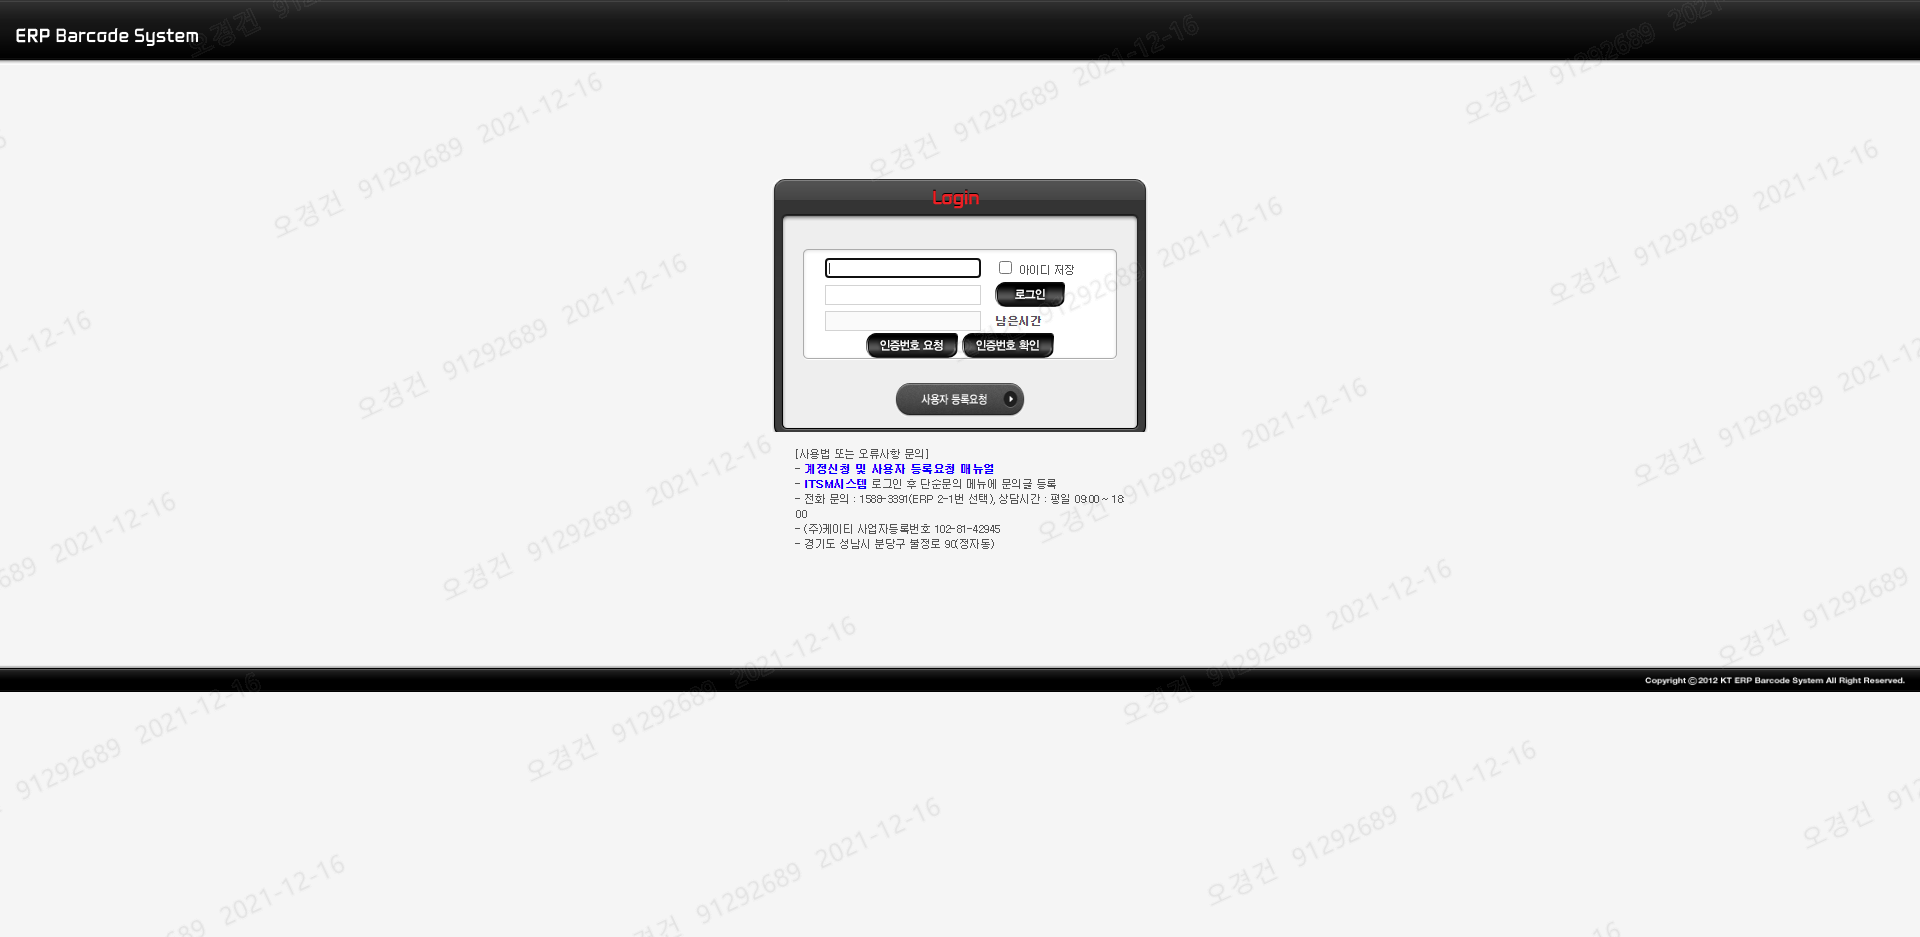 ERP Barcode System
Login
아이디 저장
로그인
남은시간
인증번호 요청 인증번호 확인
사용자 등록요청
[사용법 또는 오류사항 문의]
- 계정신청 및 사용자 등록요청 매뉴얼
- ITSM시스템 로그인 후 단순문의 메뉴에 문의글 등록
- 전화 문의 : 1588-3391(ERP 2-1번 선택), 상담시간 : 평일 09:00 ~ 18:
00
- (주)케이티 사업자등록번호 102-81-42945
- 경기도 성남시 분당구 불정로 90(정자동)
Copyright ⓒ 2012 KT ERP Barcode System All Right Reserved.
오경건 91292689 2021-12-16